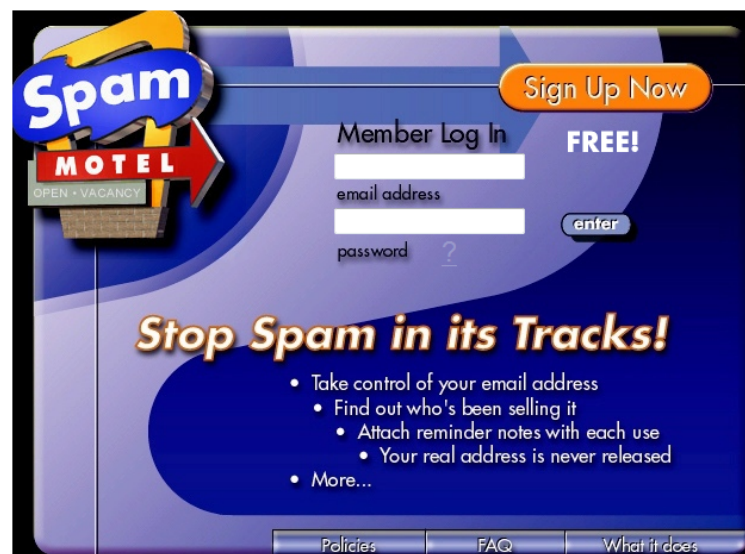 Spam
MOTEL
OPEN • VACANCY
Sign Up Now
Member Log In
FREE!
email address
enter
password ?
Stop Spam in its Tracks!
• Take control of your email address
• Find out who's been selling it
• Attach reminder notes with each use
• Your real address is never released
• More...
Policies FAQ What it does